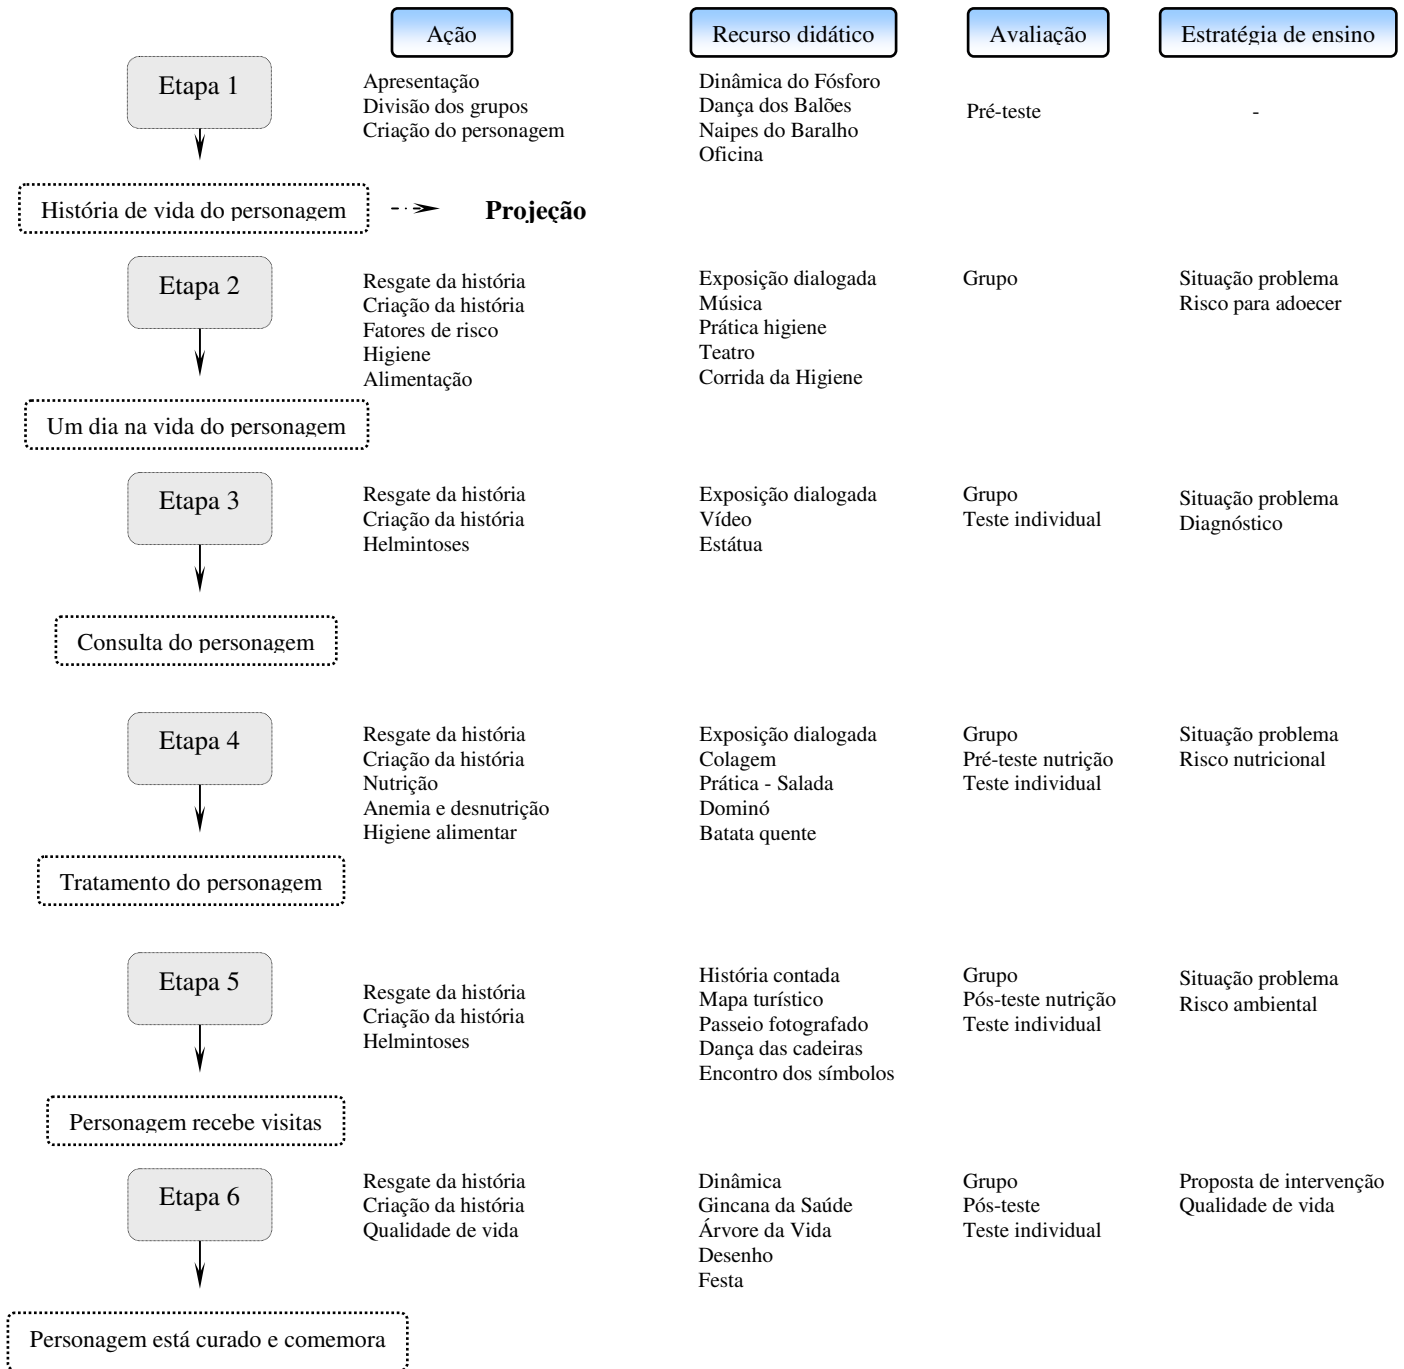 Ação
Recurso didático
Avaliação
Estratégia de ensino
Etapa 1
Apresentação
Divisão dos grupos
Criação do personagem
Dinâmica do Fósforo
Dança dos Balões
Naipes do Baralho
Oficina
Pré-teste
-
História de vida do personagem
Projeção
Etapa 2
Resgate da história
Criação da história
Fatores de risco
Higiene
Alimentação
Exposição dialogada
Música
Prática higiene
Teatro
Corrida da Higiene
Grupo
Situação problema
Risco para adoecer
Um dia na vida do personagem
Etapa 3
Resgate da história
Criação da história
Helmintoses
Exposição dialogada
Vídeo
Estátua
Grupo
Teste individual
Situação problema
Diagnóstico
Consulta do personagem
Etapa 4
Resgate da história
Criação da história
Nutrição
Anemia e desnutrição
Higiene alimentar
Exposição dialogada
Colagem
Prática - Salada
Dominó
Batata quente
Grupo
Pré-teste nutrição
Teste individual
Situação problema
Risco nutricional
Tratamento do personagem
Etapa 5
Resgate da história
Criação da história
Helmintoses
História contada
Mapa turístico
Passeio fotografado
Dança das cadeiras
Encontro dos símbolos
Grupo
Pós-teste nutrição
Teste individual
Situação problema
Risco ambiental
Personagem recebe visitas
Etapa 6
Resgate da história
Criação da história
Qualidade de vida
Dinâmica
Gincana da Saúde
Árvore da Vida
Desenho
Festa
Grupo
Pós-teste
Teste individual
Proposta de intervenção
Qualidade de vida
Personagem está curado e comemora